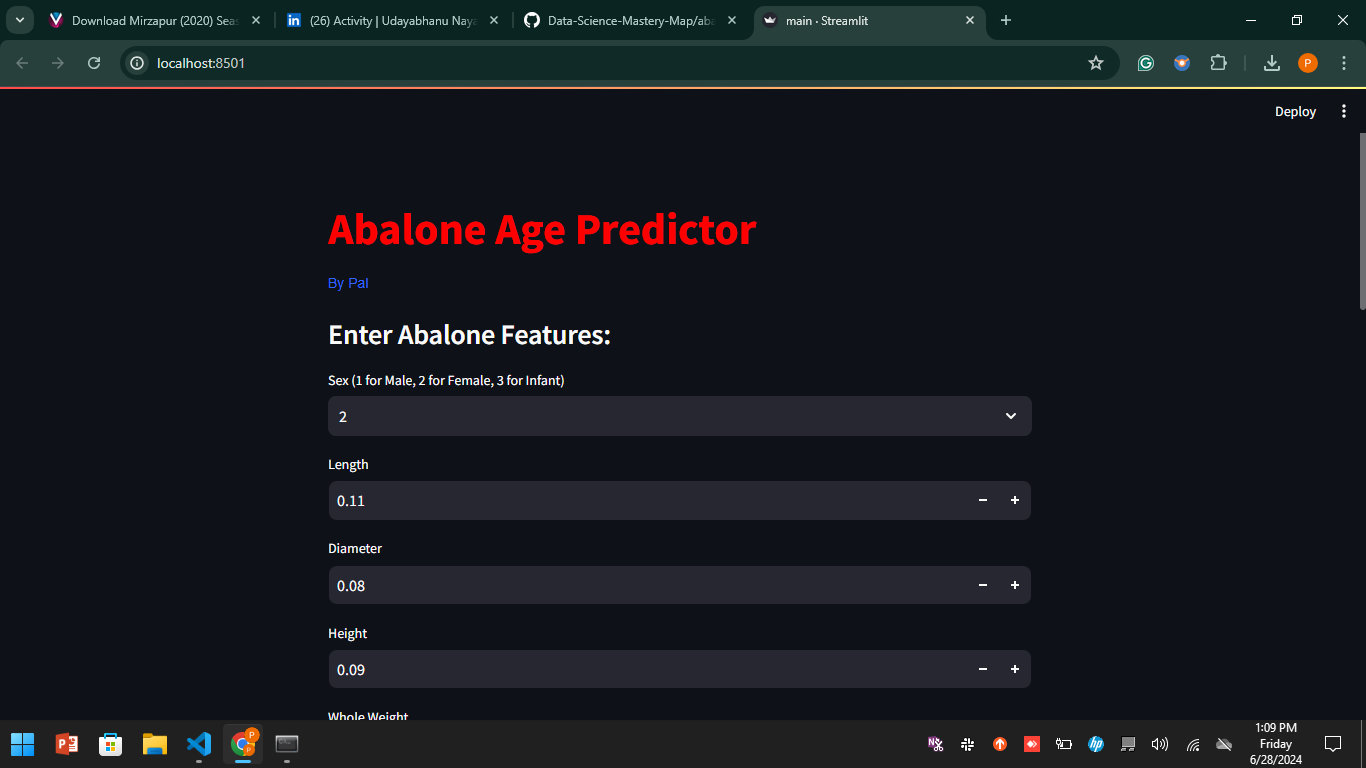 Download Mirzapur (2020) Seas
(26) Activity | Udayabhanu Naya
Data-Science-Mastery-Map/aba
main · Streamlit
localhost:8501
P
Deploy
Abalone Age Predictor
By Pal
Enter Abalone Features:
Sex (1 for Male, 2 for Female, 3 for Infant)
2
Length
0.11
Diameter
0.08
Height
0.09
Whole Weight
1:09 PM
Friday
6/28/2024